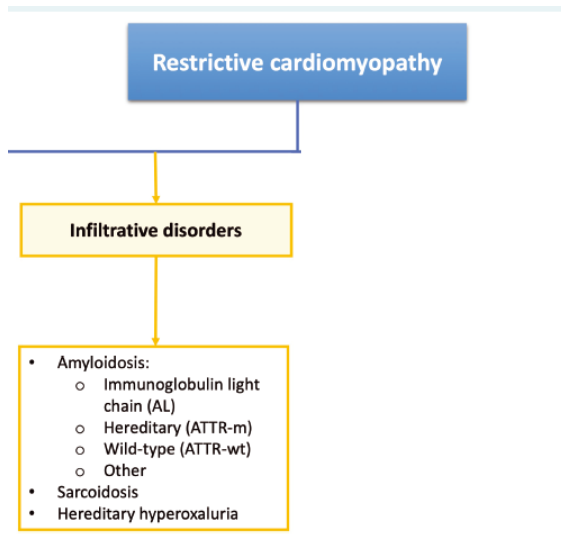 Restrictive cardiomyopathy
Infiltrative disorders
• Amyloidosis:
o Immunoglobulin light
chain (AL)
o Hereditary (ATTR-m)
o Wild-type (ATTR-wt)
o Other
• Sarcoidosis
• Hereditary hyperoxaluria